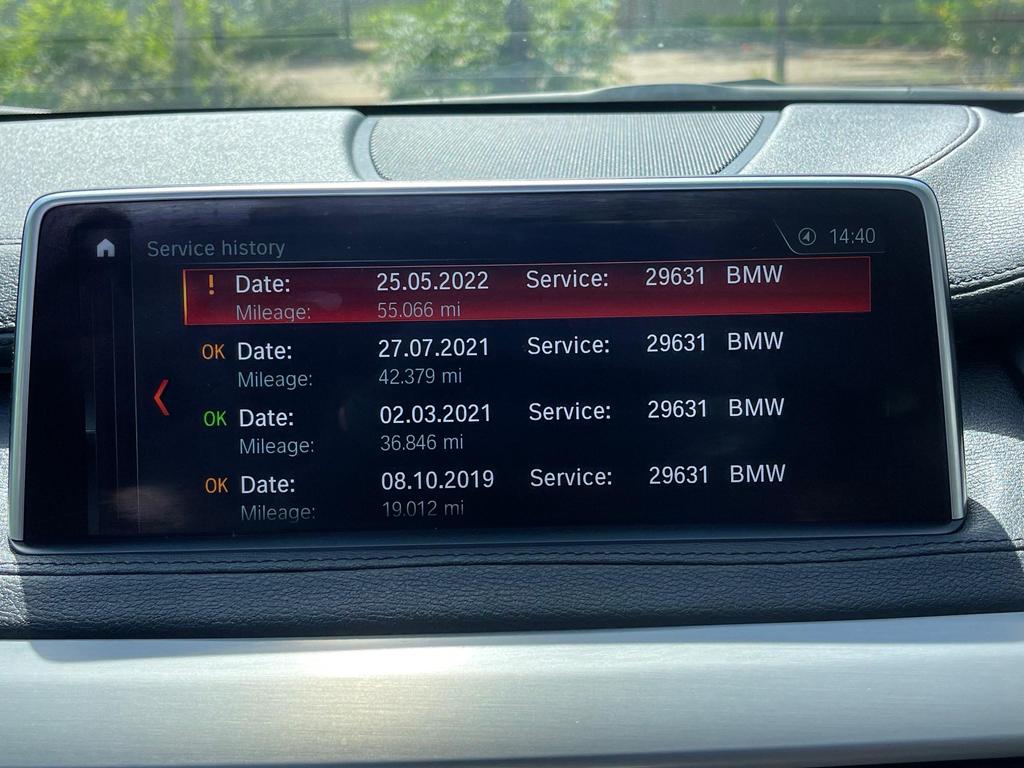 Service history 14:40
! Date: 25.05.2022 Service: 29631 BMW
Mileage: 55.066 mi
OK Date: 27.07.2021 Service: 29631 BMW
Mileage: 42.379 mi
OK Date: 02.03.2021 Service: 29631 BMW
Mileage: 36.846 mi
OK Date: 08.10.2019 Service: 29631 BMW
Mileage: 19.012 mi